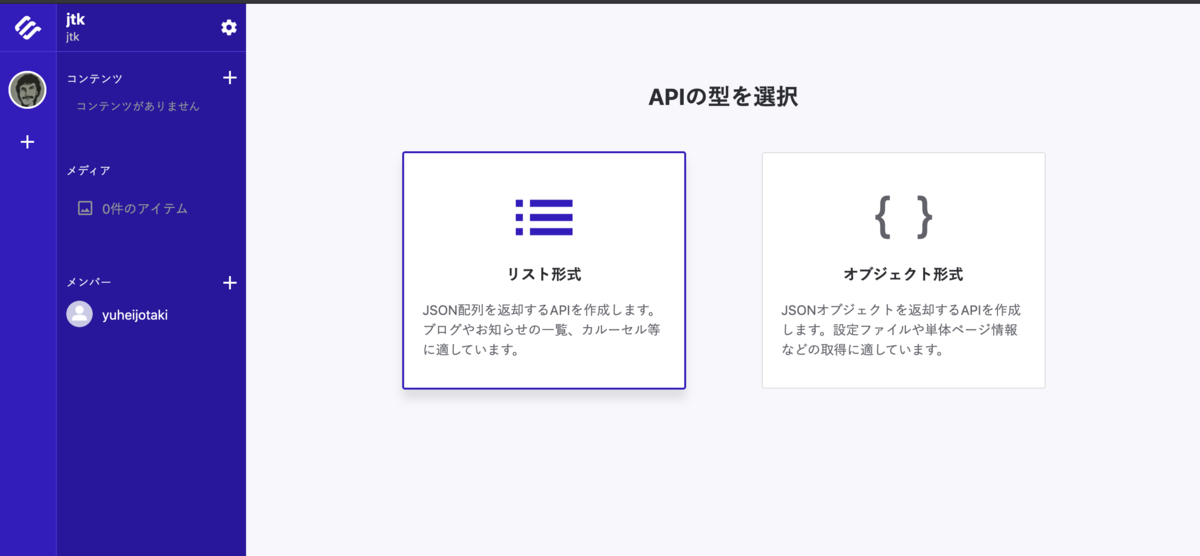 jtk
jtk
コンテンツ
コンテンツがありません
メディア
0件のアイテム
メンバー
yuheijotaki
APIの型を選択
リスト形式
JSON配列を返却するAPIを作成します。
ブログやお知らせの一覧、カルーセル等
に適しています。
{ }
オブジェクト形式
JSONオブジェクトを返却するAPIを作成
します。設定ファイルや単体ページ情報
などの取得に適しています。